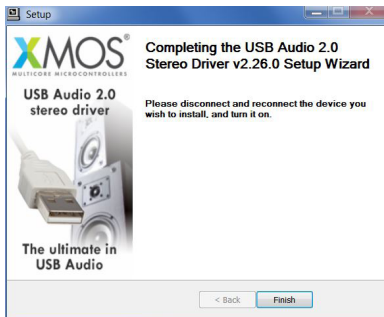 Setup
XMOS®
MULTICORE MICROCONTROLLERS
USB Audio 2.0
stereo driver
The ultimate in
USB Audio
Completing the USB Audio 2.0
Stereo Driver v2.26.0 Setup Wizard
Please disconnect and reconnect the device you
wish to install, and turn it on.
< Back
Finish